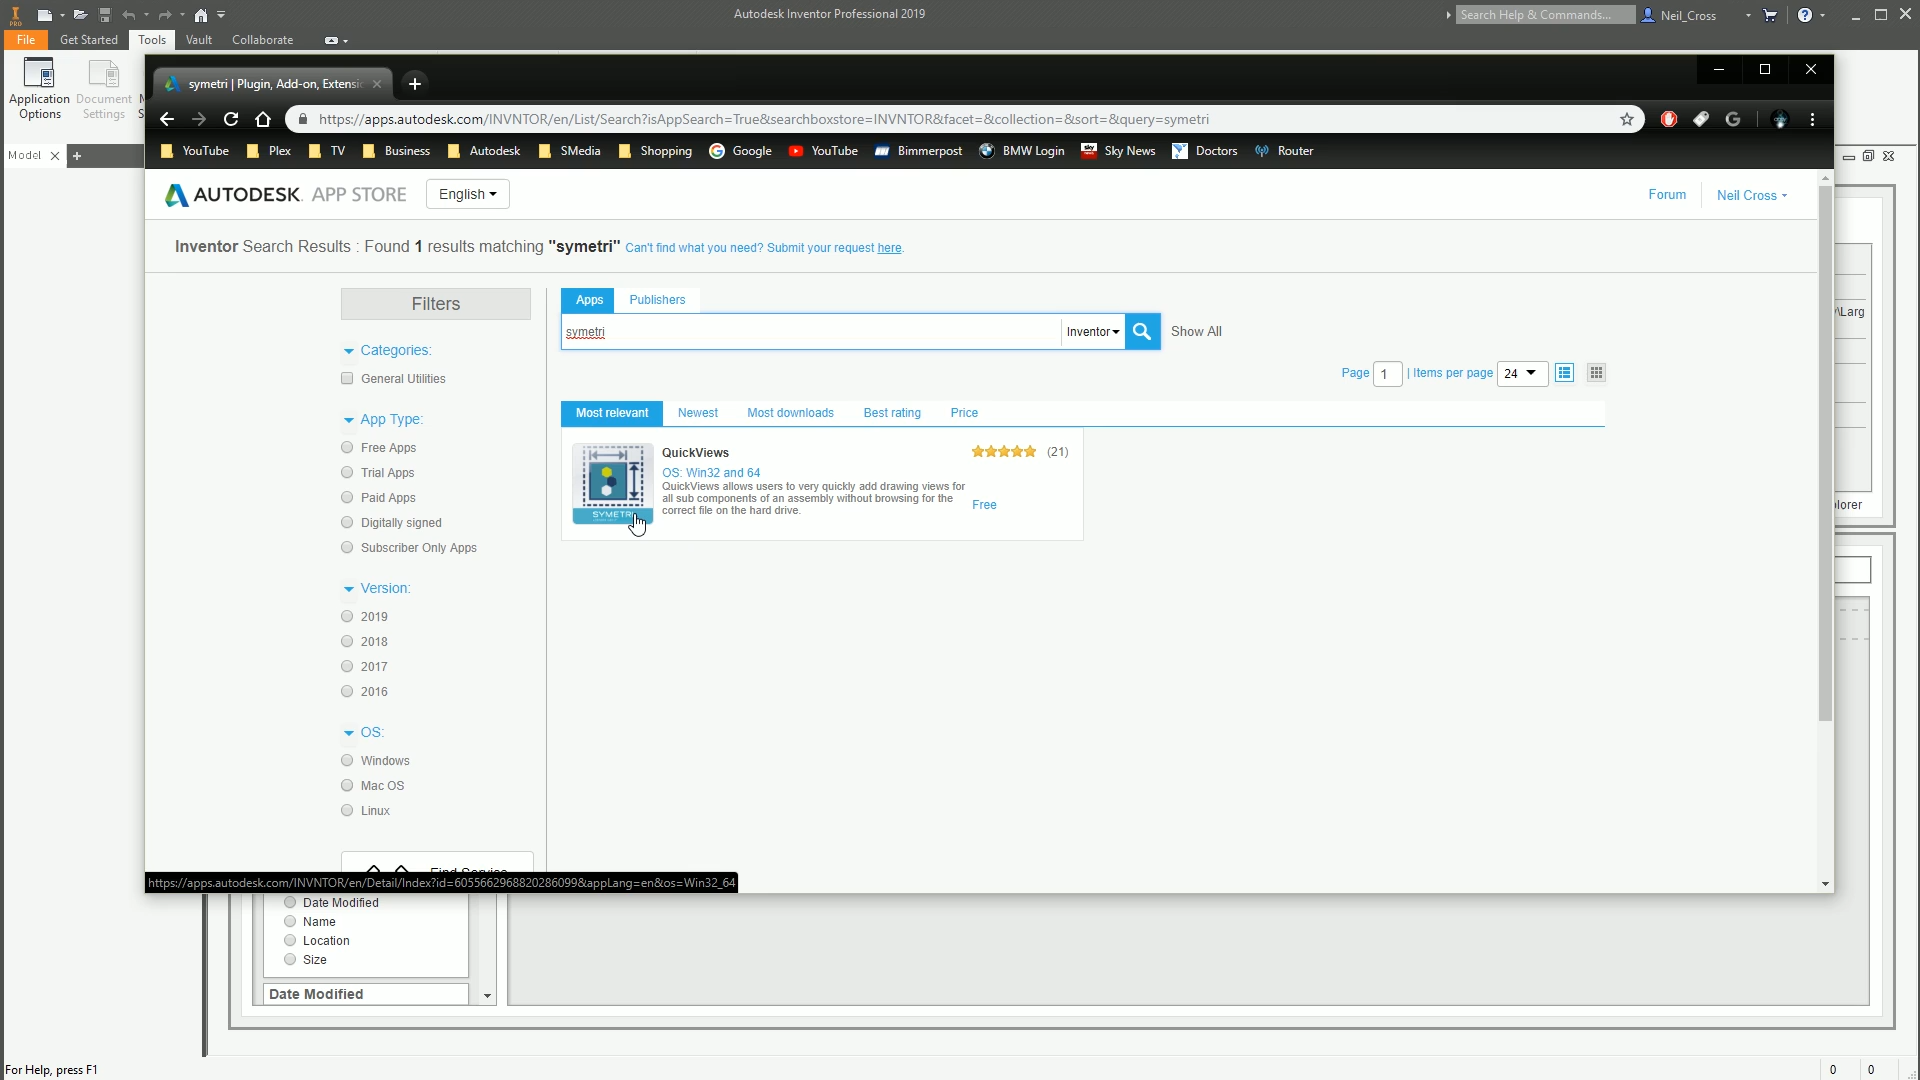 Autodesk Inventor Professional 2019
Search Help & Commands...
Neil_Cross
PRO
File
Get Started
Tools
Vault
Collaborate
Application
Options
Document
Settings
Model
symetri | Plugin, Add-on, Extensi
https://apps.autodesk.com/INVNTOR/en/List/Search?isAppSearch=True&searchboxstore=INVNTOR&facet=&collection=&sort=&query=symetri
YouTube
Plex
TV
Business
Autodesk
SMedia
Shopping
Google
YouTube
Bimmerpost
BMW Login
Sky News
Doctors
Router
AUTODESK. APP STORE
English
Forum
Neil Cross
Inventor Search Results : Found 1 results matching "symetri" Can't find what you need? Submit your request here.
Filters
Categories:
General Utilities
App Type:
Free Apps
Trial Apps
Paid Apps
Digitally signed
Subscriber Only Apps
Version:
2019
2018
2017
2016
OS:
Windows
Mac OS
Linux
Apps
Publishers
symetri
Inventor
Show All
Page 1 | Items per page 24
Most relevant
Newest
Most downloads
Best rating
Price
QuickViews
(21)
OS: Win32 and 64
QuickViews allows users to very quickly add drawing views for
all sub components of an assembly without browsing for the
correct file on the hard drive.
Free
SYMETRI
\Larg
lorer
https://apps.autodesk.com/INVNTOR/en/Detail/Index?id=6055662968820286099&appLang=en&os=Win32_64
Date Modified
Name
Location
Size
Date Modified
For Help, press F1
0
0